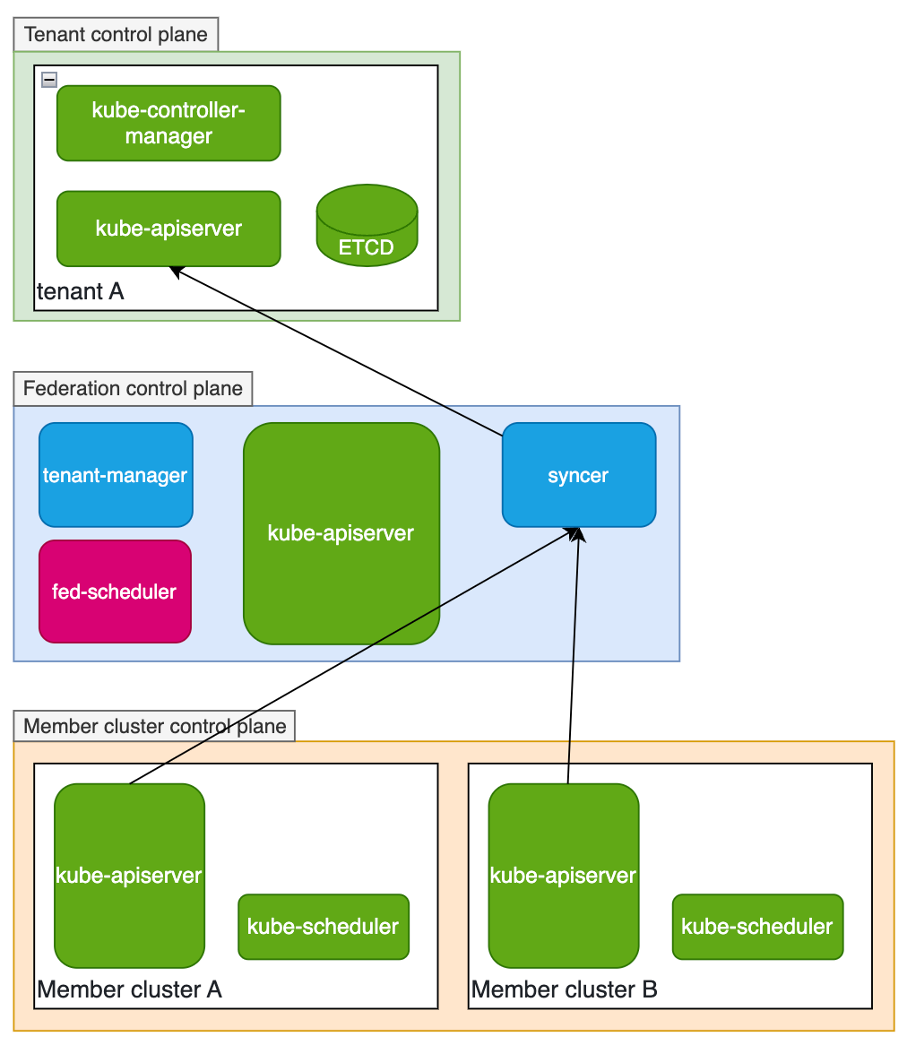 Tenant control plane
kube-controller-
manager
kube-apiserver
ETCD
tenant A
Federation control plane
tenant-manager
kube-apiserver
syncer
fed-scheduler
Member cluster control plane
kube-apiserver
kube-scheduler
Member cluster A
kube-apiserver
kube-scheduler
Member cluster B